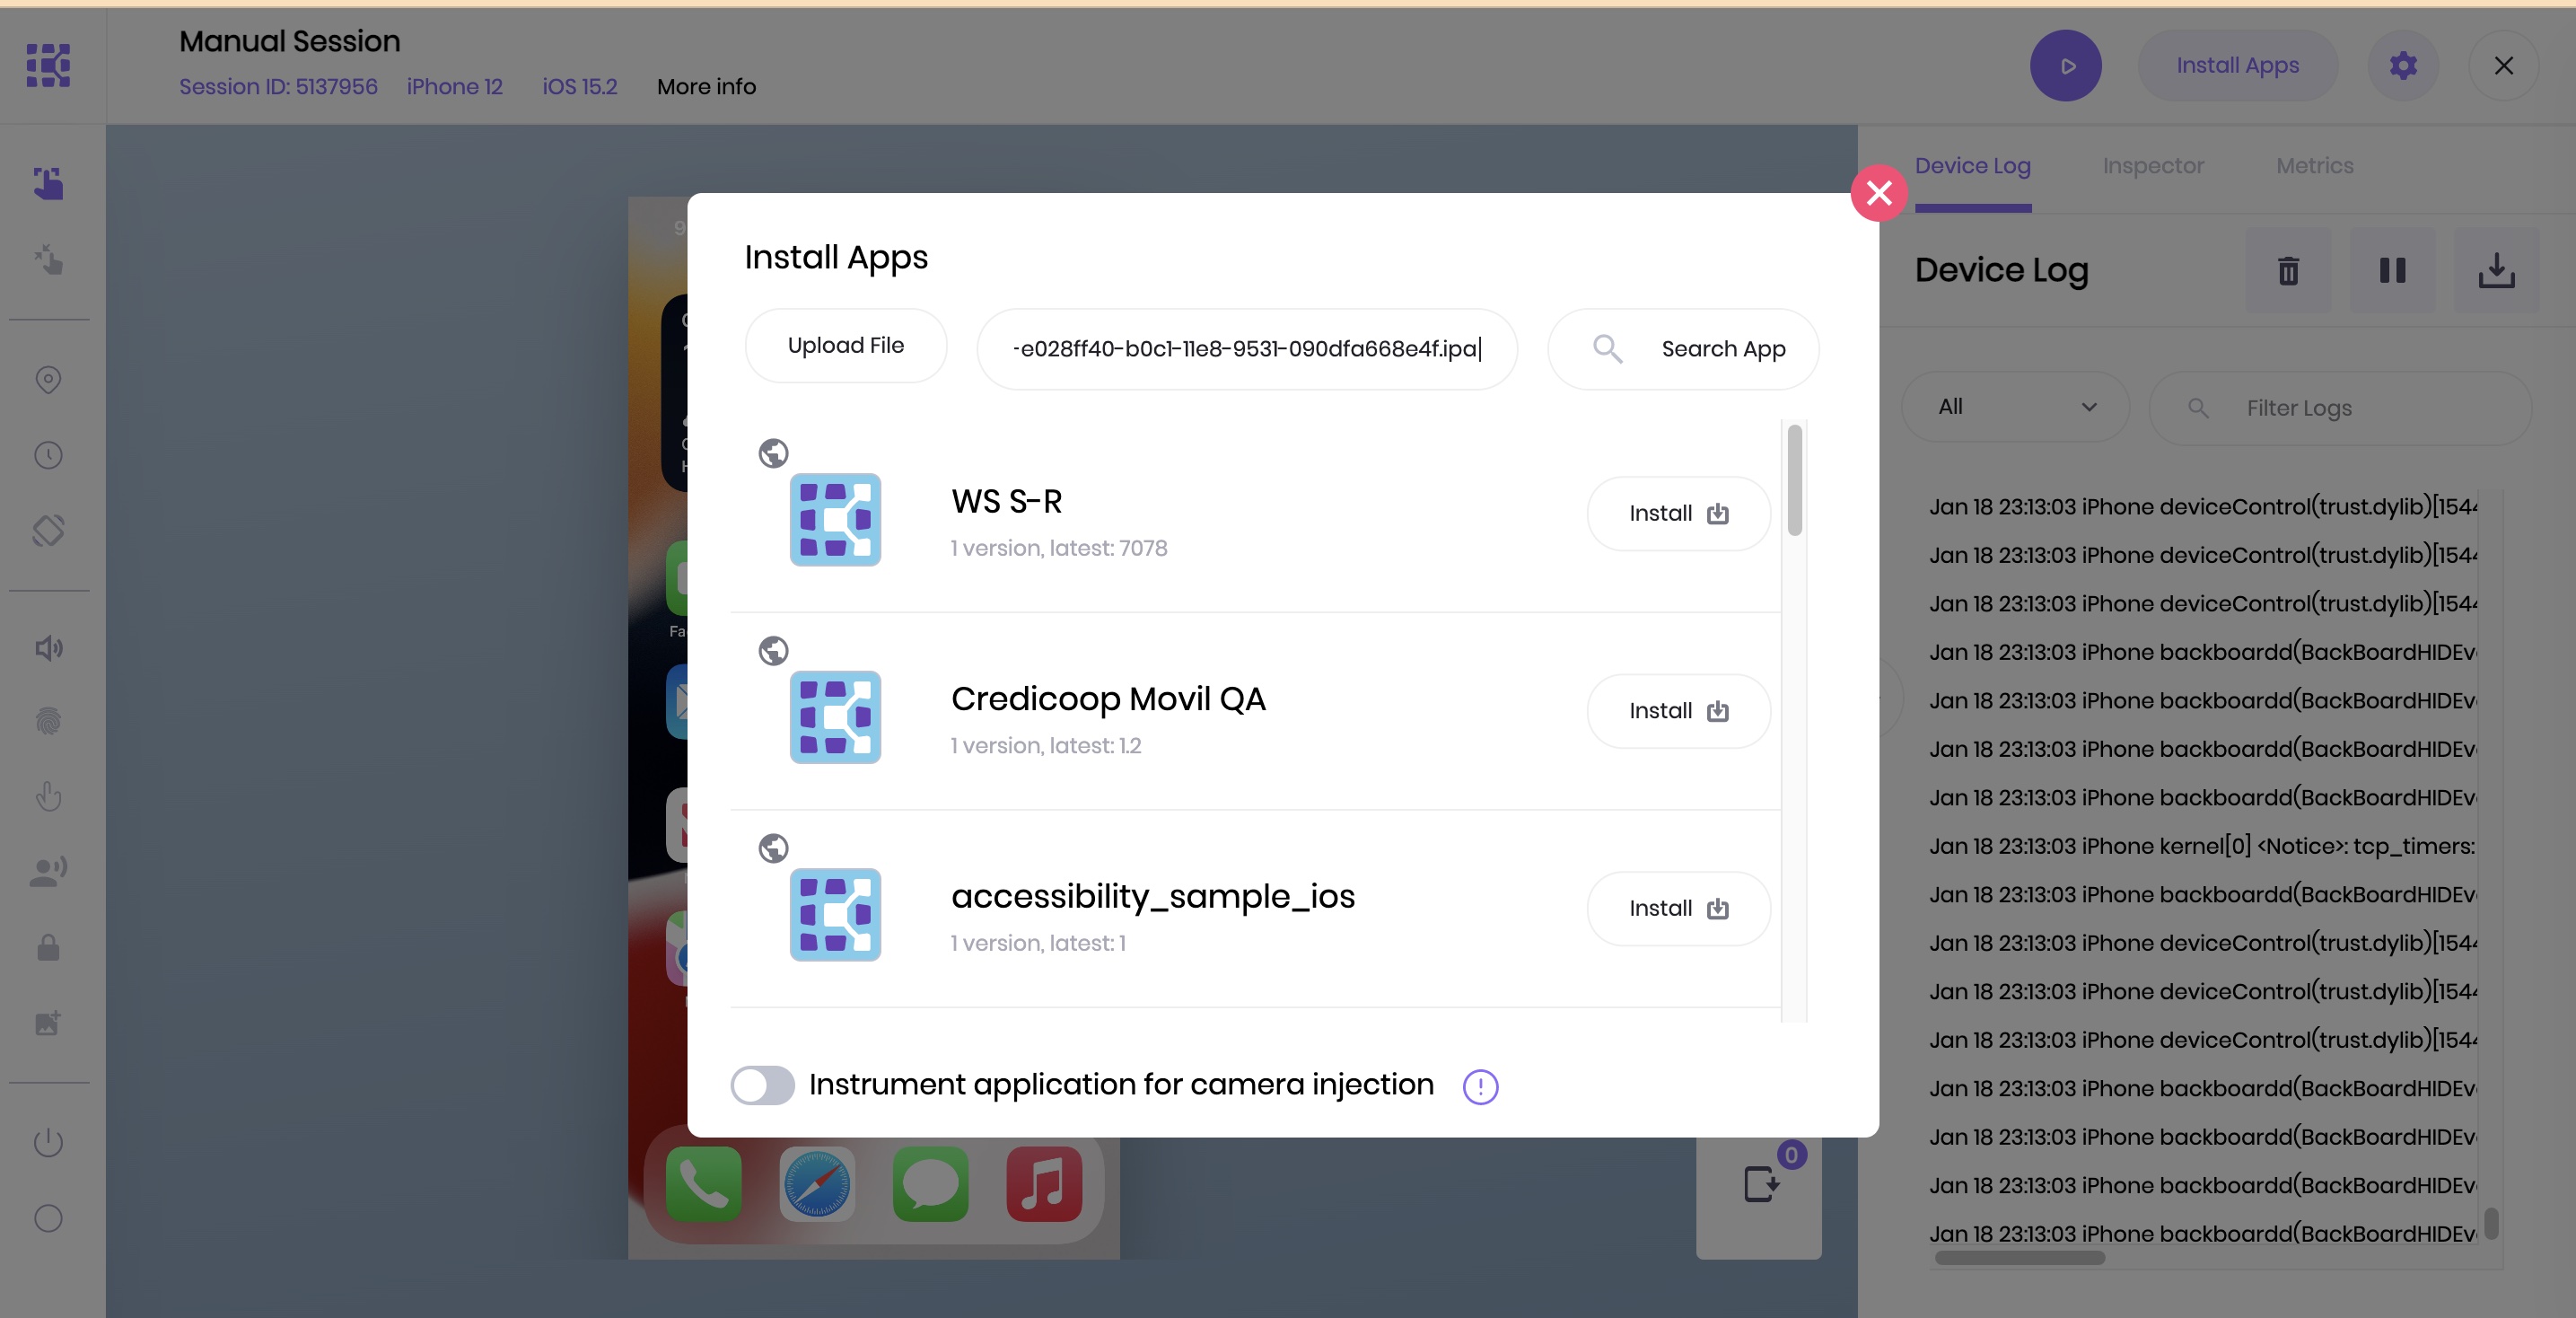 Manual Session
Session ID: 5137956 iPhone 12 iOS 15.2 More info
Install Apps
Device Log Inspector Metrics
Device Log
All
Filter Logs
Jan 18 23:13:03 iPhone deviceControl(trust.dylib)[154
Jan 18 23:13:03 iPhone deviceControl(trust.dylib)[154
Jan 18 23:13:03 iPhone deviceControl(trust.dylib)[154
Jan 18 23:13:03 iPhone backboardd(BackBoardHIDEv
Jan 18 23:13:03 iPhone backboardd(BackBoardHIDEv
Jan 18 23:13:03 iPhone backboardd(BackBoardHIDEv
Jan 18 23:13:03 iPhone backboardd(BackBoardHIDEv
Jan 18 23:13:03 iPhone kernel[0] <Notice>: tcp_timers:
Jan 18 23:13:03 iPhone backboardd(BackBoardHIDEv
Jan 18 23:13:03 iPhone deviceControl(trust.dylib)[154
Jan 18 23:13:03 iPhone deviceControl(trust.dylib)[154
Jan 18 23:13:03 iPhone deviceControl(trust.dylib)[154
Jan 18 23:13:03 iPhone backboardd(BackBoardHIDEv
Jan 18 23:13:03 iPhone backboardd(BackBoardHIDEv
Jan 18 23:13:03 iPhone backboardd(BackBoardHIDEv
Jan 18 23:13:03 iPhone backboardd(BackBoardHIDEv
Install Apps
Upload File
-e028ff40-b0c1-11e8-9531-090dfa668e4f.ipa
Search App
WS S-R
1 version, latest: 7078
Install
Credicoop Movil QA
1 version, latest: 1.2
Install
accessibility_sample_ios
1 version, latest: 1
Install
Instrument application for camera injection
9
Fa
0